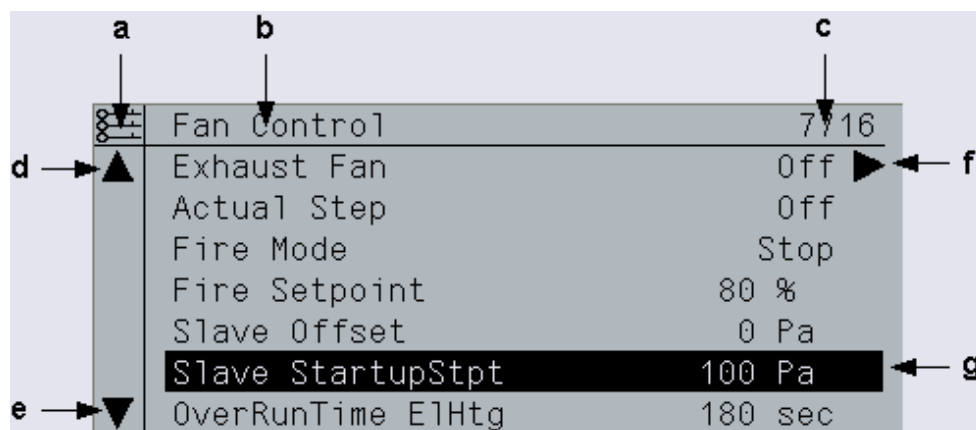 a b c
Fan Control 7/16
d Exhaust Fan Off f
Actual Step Off
Fire Mode Stop
Fire Setpoint 80 %
Slave Offset 0 Pa
Slave StartupStpt 100 Pa g
e OverRunTime ElHtg 180 sec